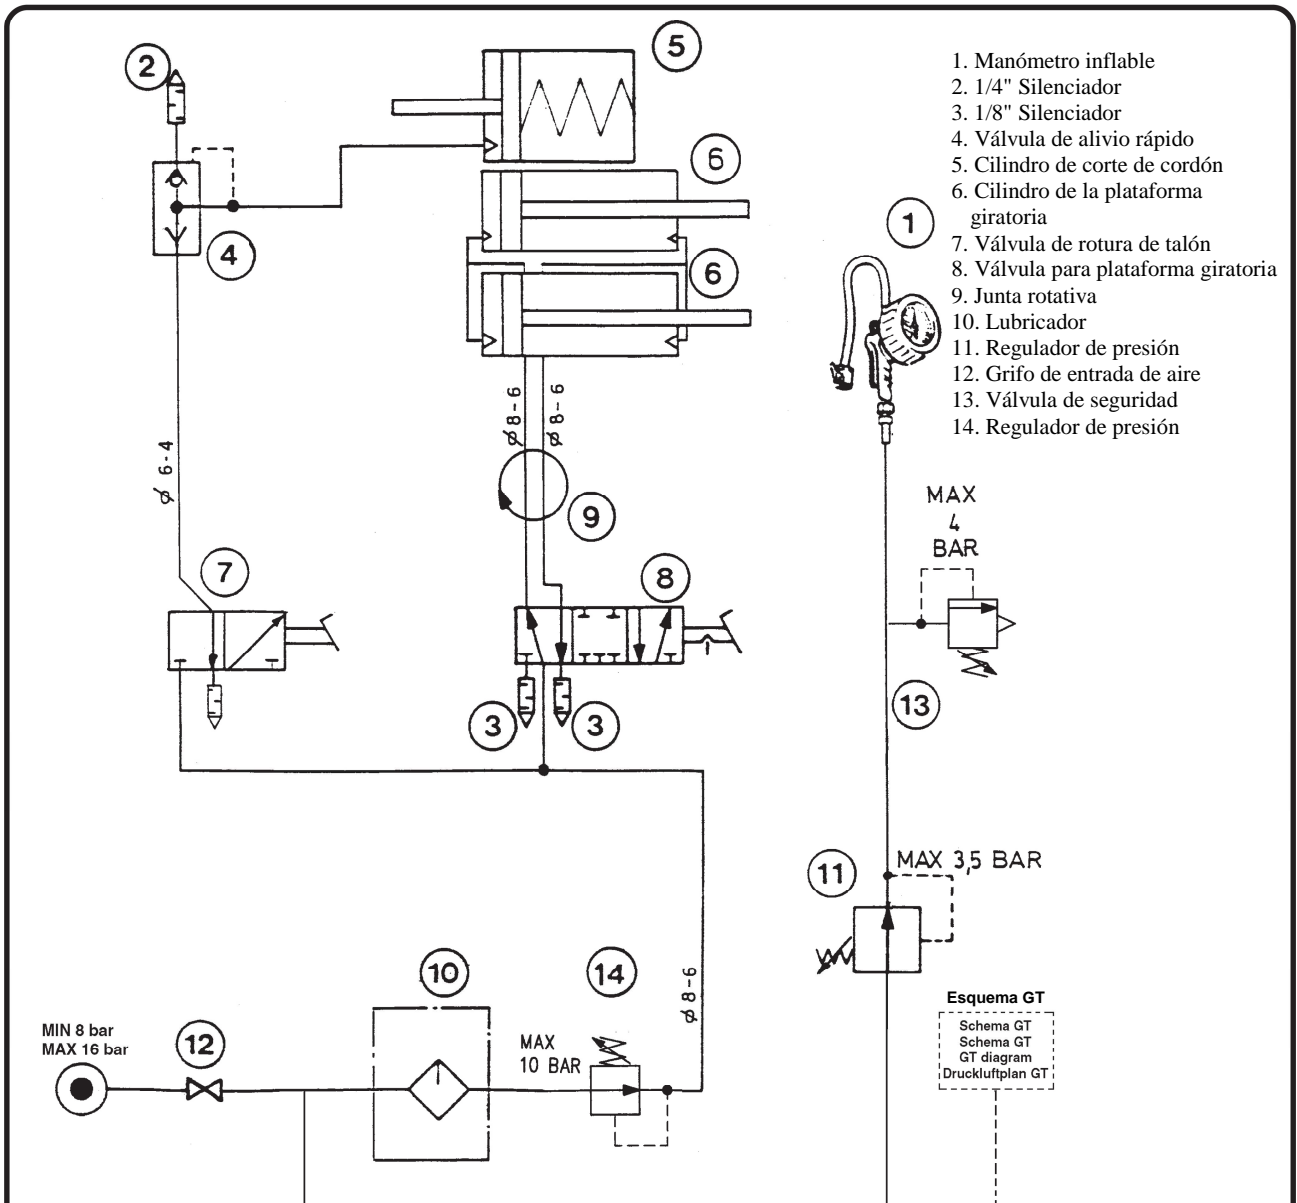 2
5
1. Manómetro inflable
2. 1/4" Silenciador
3. 1/8" Silenciador
4. Válvula de alivio rápido
5. Cilindro de corte de cordón
6. Cilindro de la plataforma
giratoria
7. Válvula de rotura de talón
8. Válvula para plataforma giratoria
9. Junta rotativa
10. Lubricador
11. Regulador de presión
12. Grifo de entrada de aire
13. Válvula de seguridad
14. Regulador de presión
6
1
4
6
ø 8-6
ø 8-6
ø 6-4
9
MAX
4
BAR
7
8
3
3
13
11
MAX 3,5 BAR
10
14
ø 8-6
Esquema GT
Schema GT
Schema GT
GT diagram
Druckluftplan GT
MIN 8 bar
MAX 16 bar
12
MAX
10 BAR